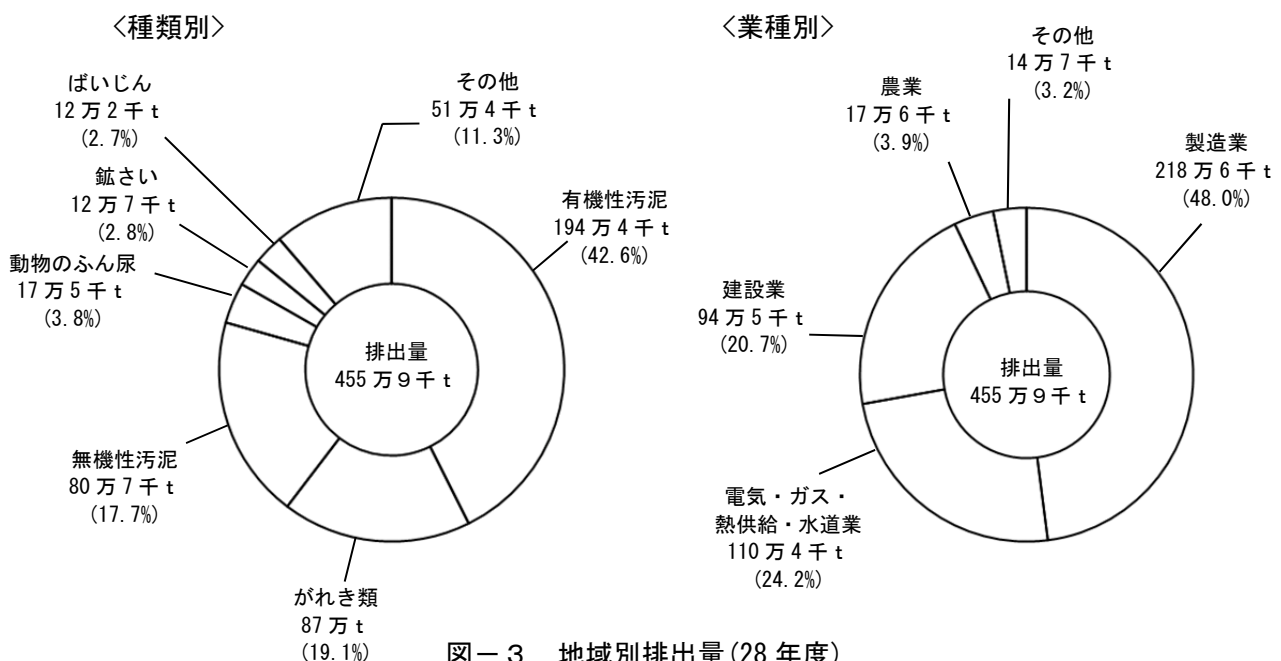 〈種類別〉
ばいじん
12万2千t
(2.7%)
その他
51万4千t
(11.3%)
鉱さい
12万7千t
(2.8%)
有機性汚泥
194万4千t
(42.6%)
動物のふん尿
17万5千t
(3.8%)
排出量
455万9千t
無機性汚泥
80万7千t
(17.7%)
がれき類
87万t
(19.1%)
〈業種別〉
その他
14万7千t
(3.2%)
農業
17万6千t
(3.9%)
製造業
218万6千t
(48.0%)
建設業
94万5千t
(20.7%)
排出量
455万9千t
電気・ガス・
熱供給・水道業
110万4千t
(24.2%)
図－3 地域別排出量(28年度)